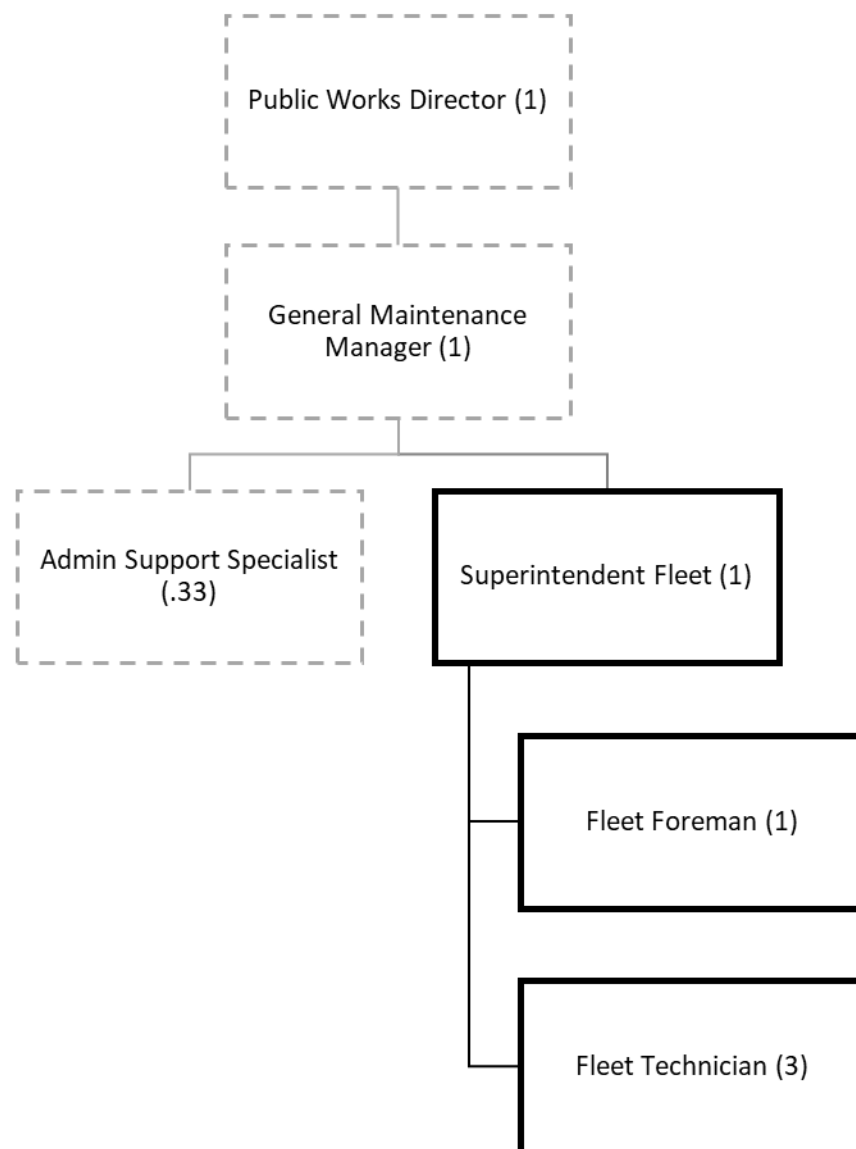 Public Works Director (1)
General Maintenance
Manager (1)
Admin Support Specialist
(.33)
Superintendent Fleet (1)
Fleet Foreman (1)
Fleet Technician (3)